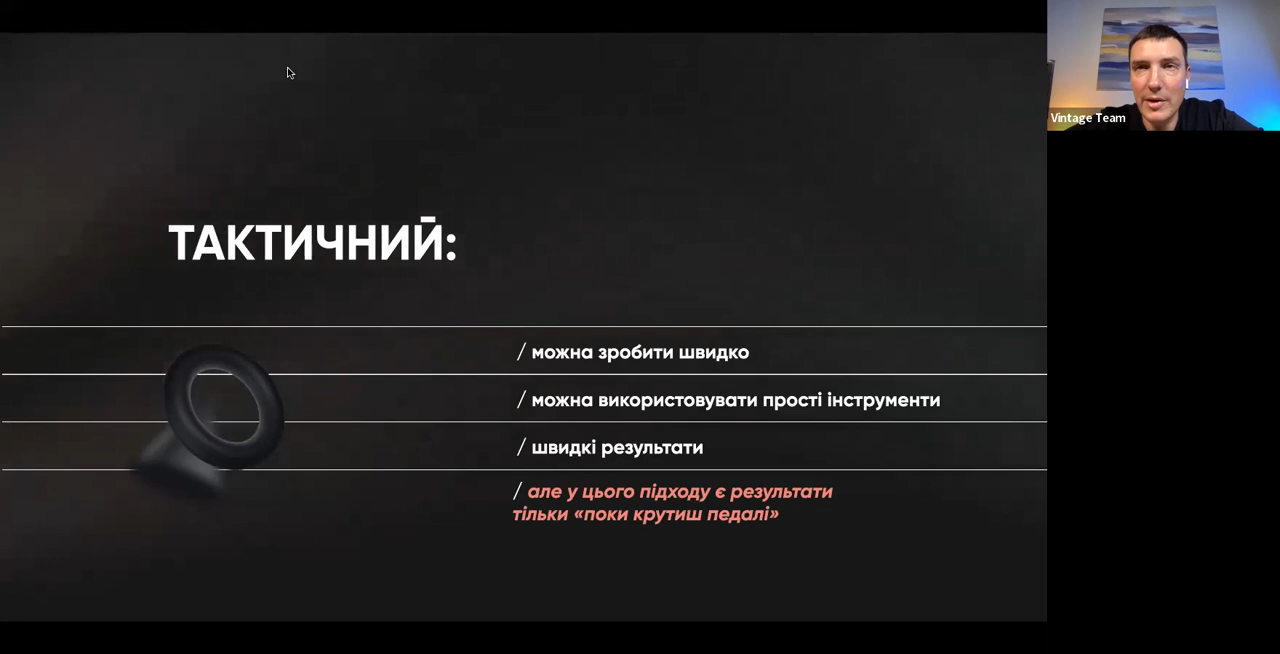 Vintage Team
ТАКТИЧНИЙ:
/ можна зробити швидко
/ можна використовувати прості інструменти
/ швидкі результати
/ але у цього підходу є результати
тільки «поки крутиш педалі»